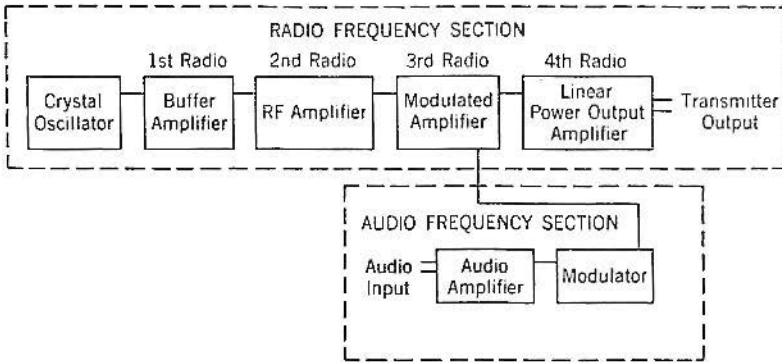 RADIO FREQUENCY SECTION
1st Radio
2nd Radio
3rd Radio
4th Radio
Crystal
Oscillator
Buffer
Amplifier
RF Amplifier
Modulated
Amplifier
Linear
Power Output
Amplifier
Transmitter
Output
AUDIO FREQUENCY SECTION
Audio
Input
Audio
Amplifier
Modulator